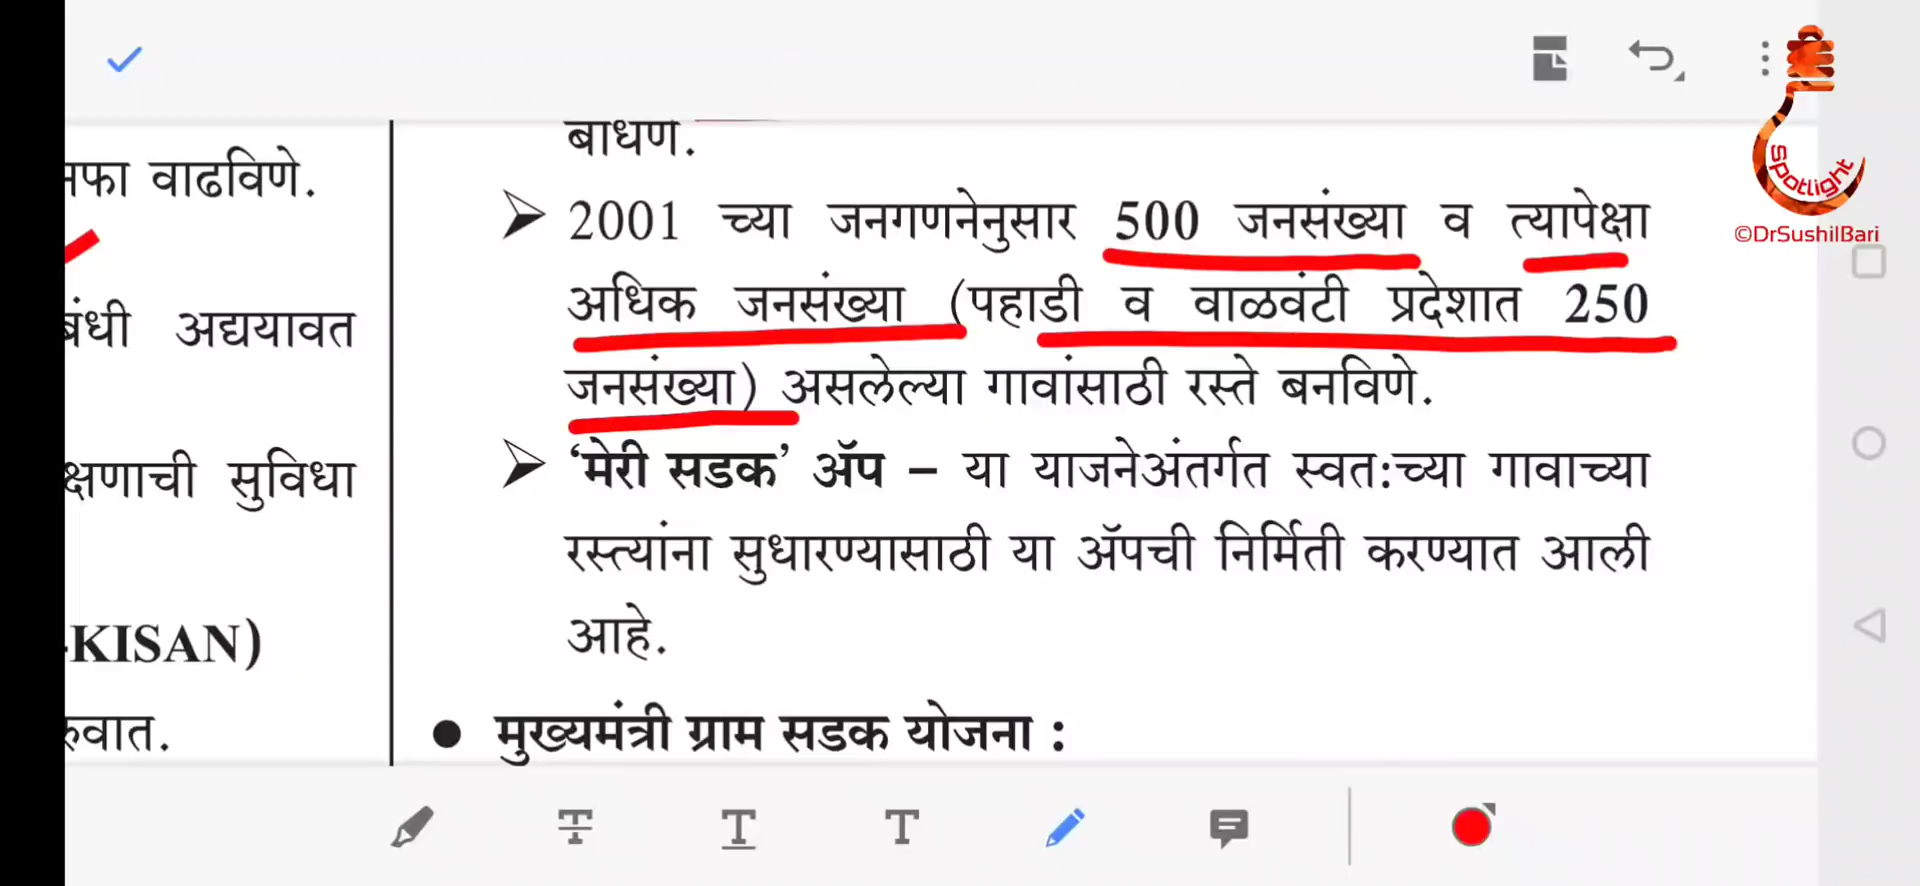 नफा वाढविणे.
बंधी अद्ययावत
क्षणाची सुविधा
-KISAN)
रुवात.
बांधणे.
➢ 2001 च्या जनगणनेनुसार 500 जनसंख्या व त्यापेक्षा
अधिक जनसंख्या (पहाडी व वाळवंटी प्रदेशात 250
जनसंख्या) असलेल्या गावांसाठी रस्ते बनविणे.
➢ ‘मेरी सडक’ ॲप – या याजनेअंतर्गत स्वत:च्या गावाच्या
रस्त्यांना सुधारण्यासाठी या ॲपची निर्मिती करण्यात आली
आहे.
● मुख्यमंत्री ग्राम सडक योजना :
Spotlight
©DrSushilBari
T T T